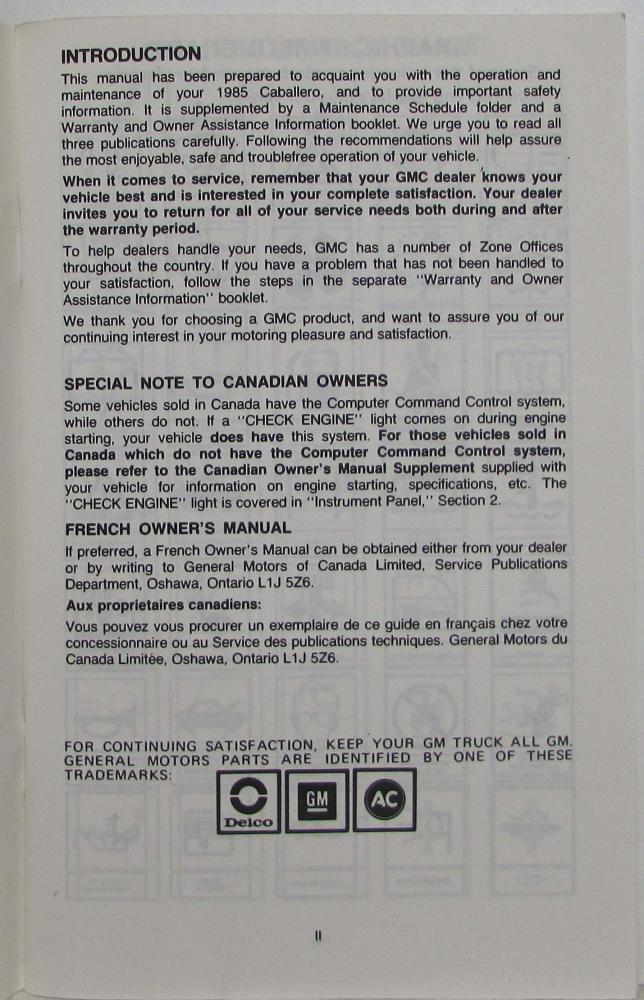 INTRODUCTION
This manual has been prepared to acquaint you with the operation and
maintenance of your 1985 Caballero, and to provide important safety
information. It is supplemented by a Maintenance Schedule folder and a
Warranty and Owner Assistance Information booklet. We urge you to read all
three publications carefully. Following the recommendations will help assure
the most enjoyable, safe and troublefree operation of your vehicle.
When it comes to service, remember that your GMC dealer knows your
vehicle best and is interested in your complete satisfaction. Your dealer
invites you to return for all of your service needs both during and after
the warranty period.
To help dealers handle your needs, GMC has a number of Zone Offices
throughout the country. If you have a problem that has not been handled to
your satisfaction, follow the steps in the separate "Warranty and Owner
Assistance Information" booklet.
We thank you for choosing a GMC product, and want to assure you of our
continuing interest in your motoring pleasure and satisfaction.
SPECIAL NOTE TO CANADIAN OWNERS
Some vehicles sold in Canada have the Computer Command Control system,
while others do not. If a "CHECK ENGINE" light comes on during engine
starting, your vehicle does have this system. For those vehicles sold in
Canada which do not have the Computer Command Control system,
please refer to the Canadian Owner's Manual Supplement supplied with
your vehicle for information on engine starting, specifications, etc. The
"CHECK ENGINE" light is covered in "Instrument Panel," Section 2.
FRENCH OWNER'S MANUAL
If preferred, a French Owner's Manual can be obtained either from your dealer
or by writing to General Motors of Canada Limited, Service Publications
Department, Oshawa, Ontario L1J 5Z6.
Aux proprietaires canadiens:
Vous pouvez vous procurer un exemplaire de ce guide en français chez votre
concessionnaire ou au Service des publications techniques. General Motors du
Canada Limitée, Oshawa, Ontario L1J 5Z6.
FOR CONTINUING SATISFACTION, KEEP YOUR GM TRUCK ALL GM.
GENERAL MOTORS PARTS ARE IDENTIFIED BY ONE OF THESE
TRADEMARKS:
Delco
GM
AC
II